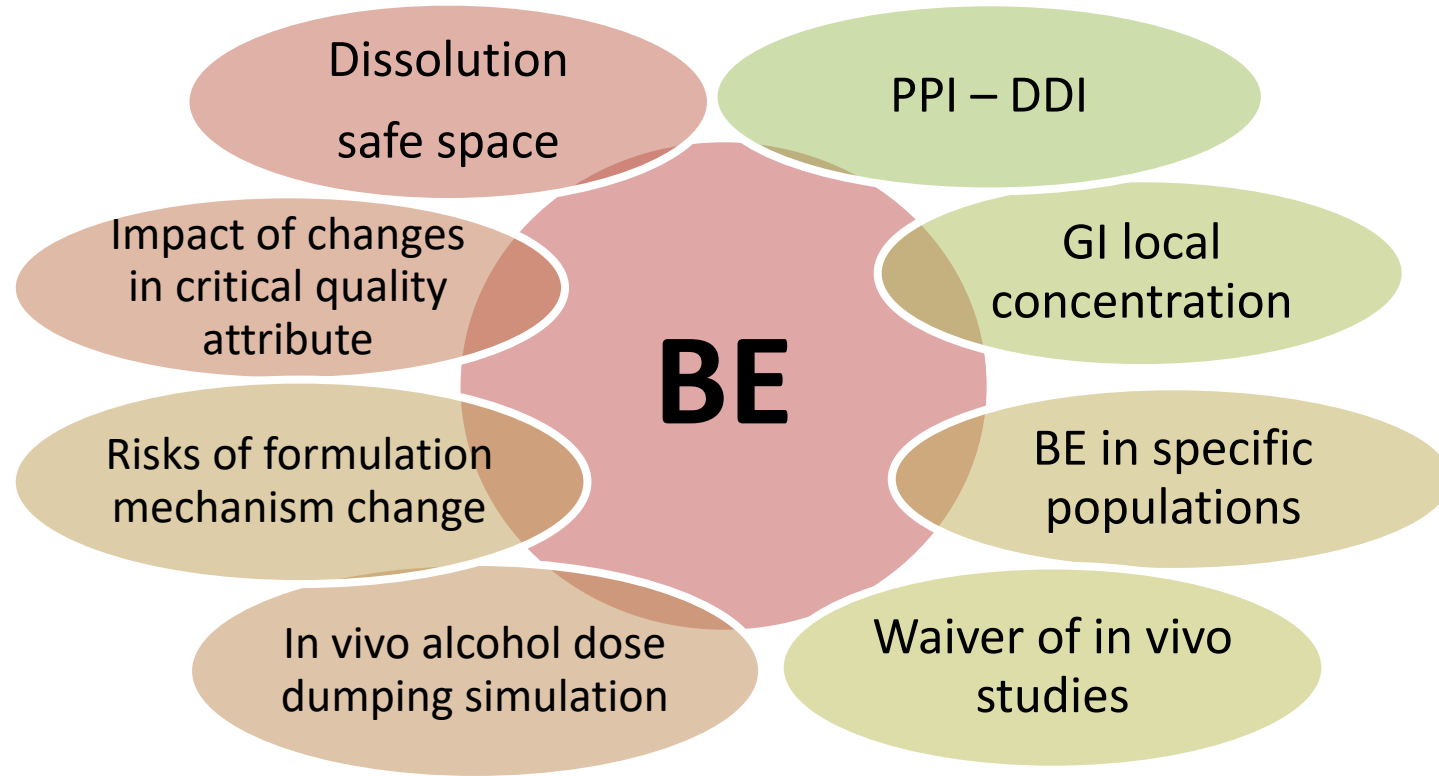 Dissolution
safe space
PPI – DDI
Impact of changes
in critical quality
attribute
GI local
concentration
BE
Risks of formulation
mechanism change
BE in specific
populations
In vivo alcohol dose
dumping simulation
Waiver of in vivo
studies